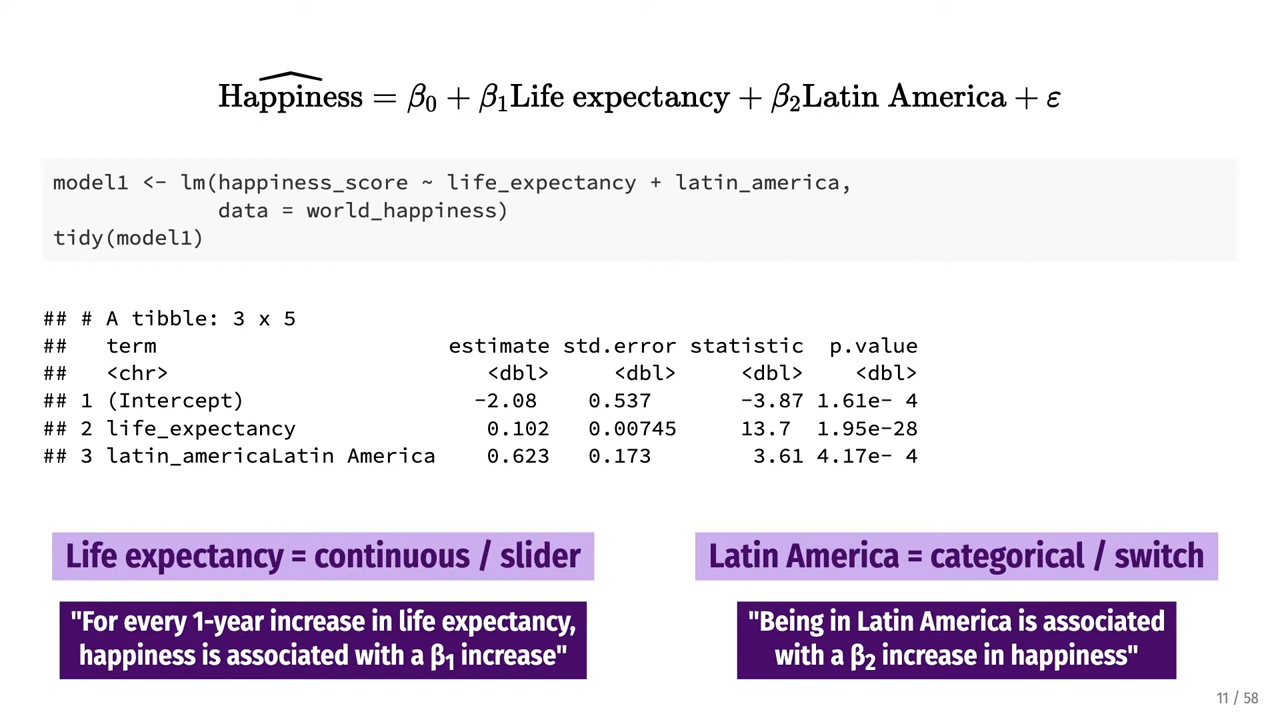 Happiness = β0 + β1Life expectancy + β2Latin America + ε
model1 <- lm(happiness_score ~ life_expectancy + latin_america,
             data = world_happiness)
tidy(model1)
## # A tibble: 3 x 5
##   term                       estimate std.error statistic  p.value
##   <chr>                         <dbl>     <dbl>     <dbl>    <dbl>
## 1 (Intercept)                  -2.08    0.537       -3.87 1.61e- 4
## 2 life_expectancy               0.102   0.00745     13.7  1.95e-28
## 3 latin_americaLatin America    0.623   0.173        3.61 4.17e- 4
Life expectancy = continuous / slider
"For every 1-year increase in life expectancy,
happiness is associated with a β1 increase"
Latin America = categorical / switch
"Being in Latin America is associated
with a β2 increase in happiness"
11 / 58